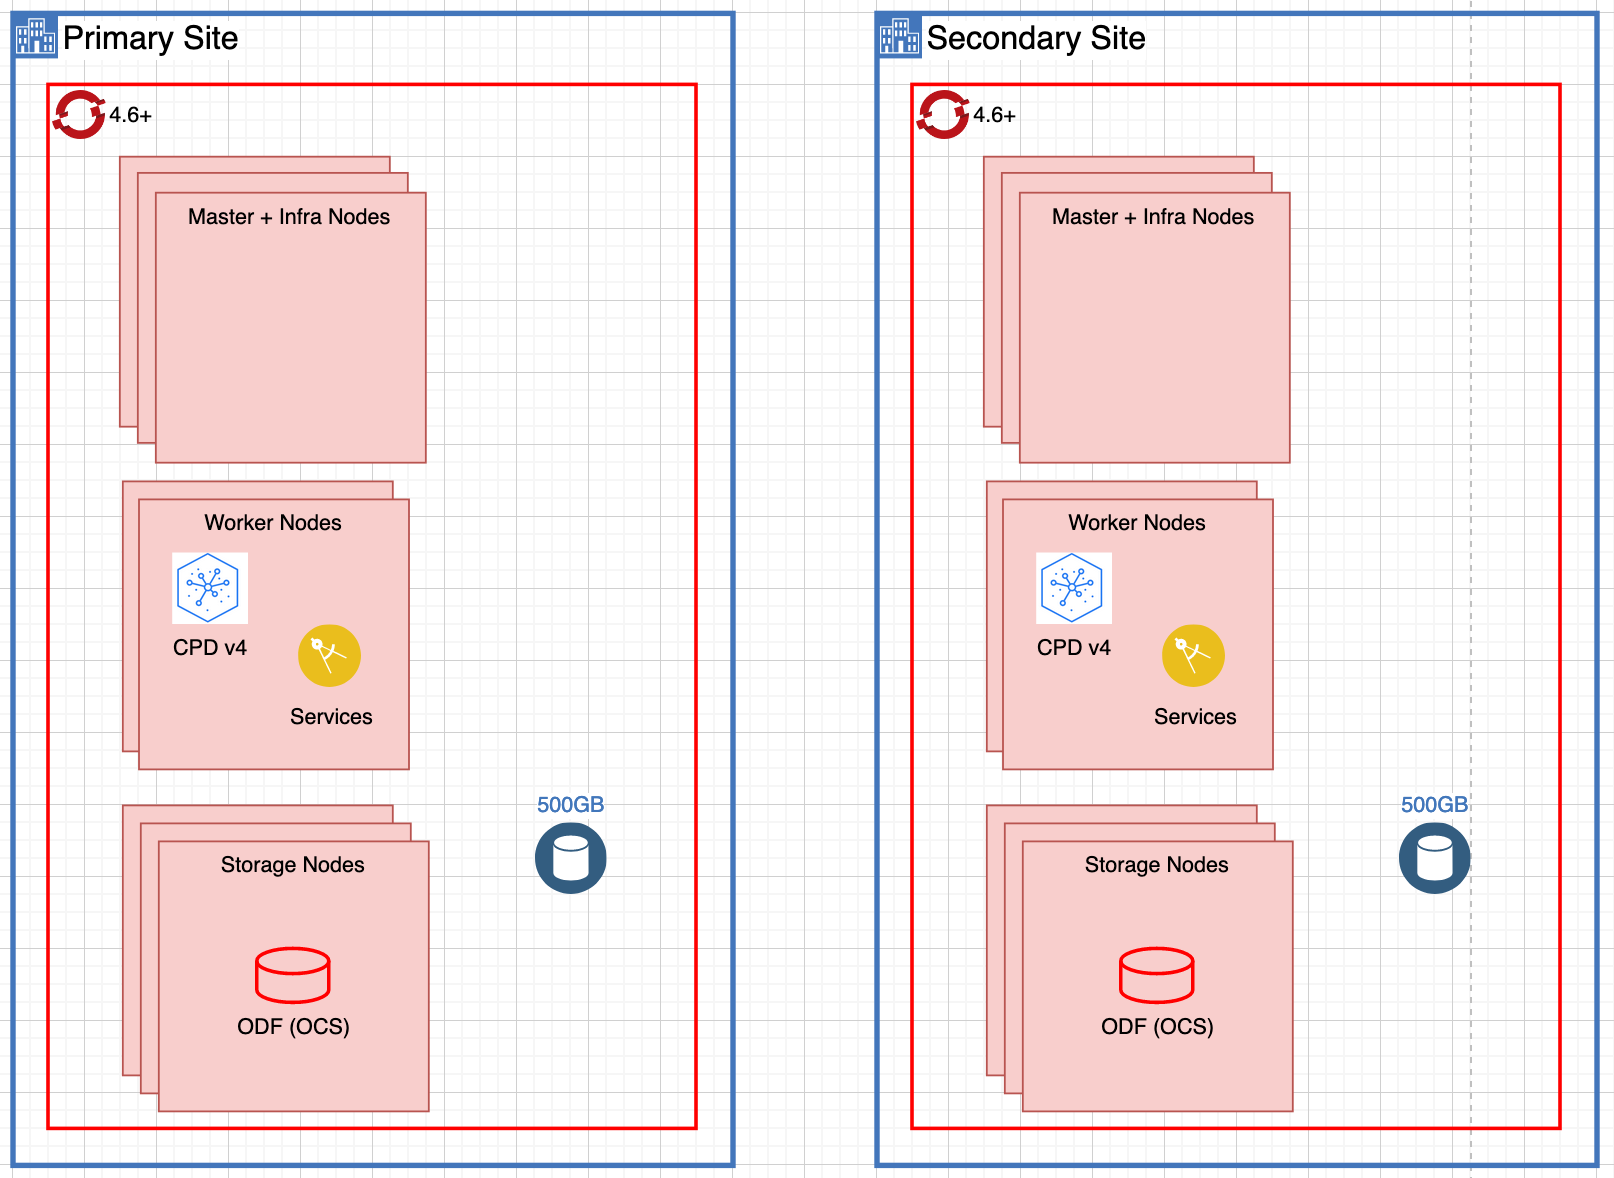 Primary Site
4.6+
Master + Infra Nodes
Worker Nodes
CPD v4
Services
500GB
Storage Nodes
ODF (OCS)
Secondary Site
4.6+
Master + Infra Nodes
Worker Nodes
CPD v4
Services
500GB
Storage Nodes
ODF (OCS)